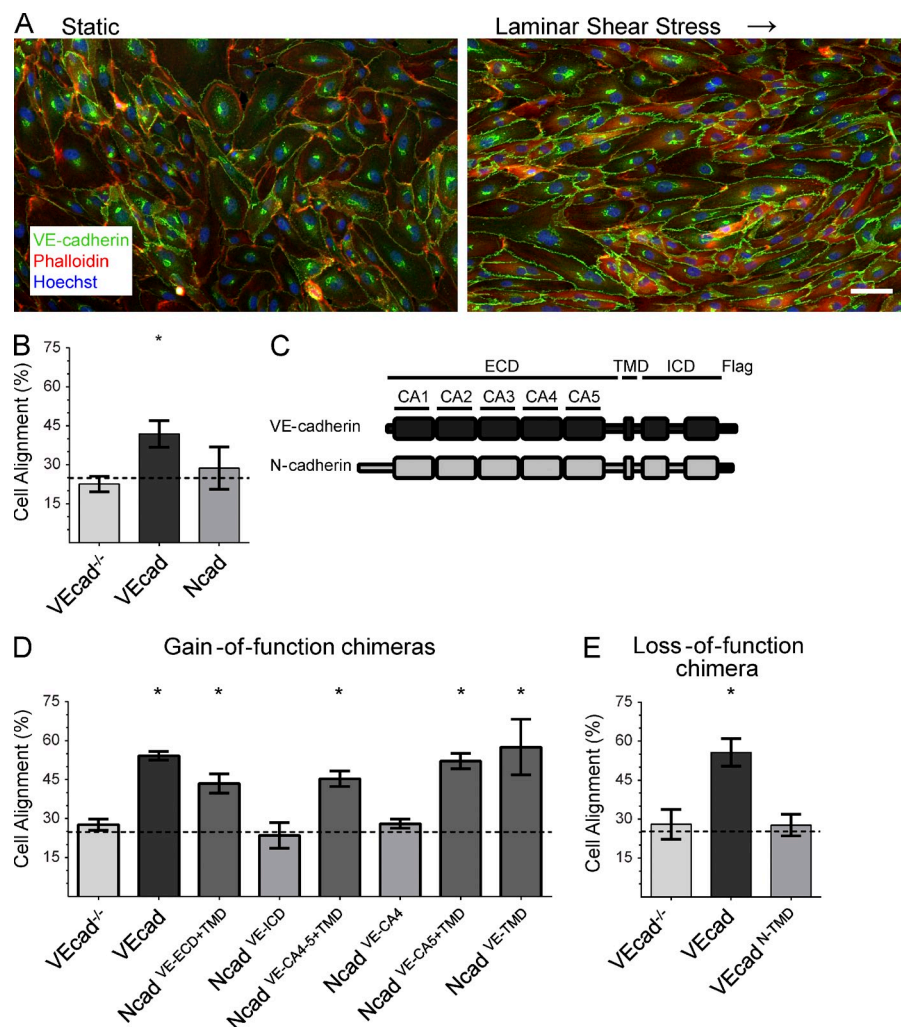 A Static Laminar Shear Stress →
VE-cadherin
Phalloidin
Hoechst
B
*
75
60
45
30
15
Cell Alignment (%)
VEcad-/-
VEcad
Ncad
C
ECD TMD ICD Flag
CA1 CA2 CA3 CA4 CA5
VE-cadherin
N-cadherin
D Gain-of-function chimeras
* * * * *
75
60
45
30
15
Cell Alignment (%)
VEcad-/-
VEcad
Ncad VE-ECD+TMD
Ncad VE-ICD
Ncad VE-CA4-5+TMD
Ncad VE-CA4
Ncad VE-CA5+TMD
Ncad VE-TMD
E Loss-of-function
chimera
*
75
60
45
30
15
Cell Alignment (%)
VEcad-/-
VEcad
VEcad N-TMD